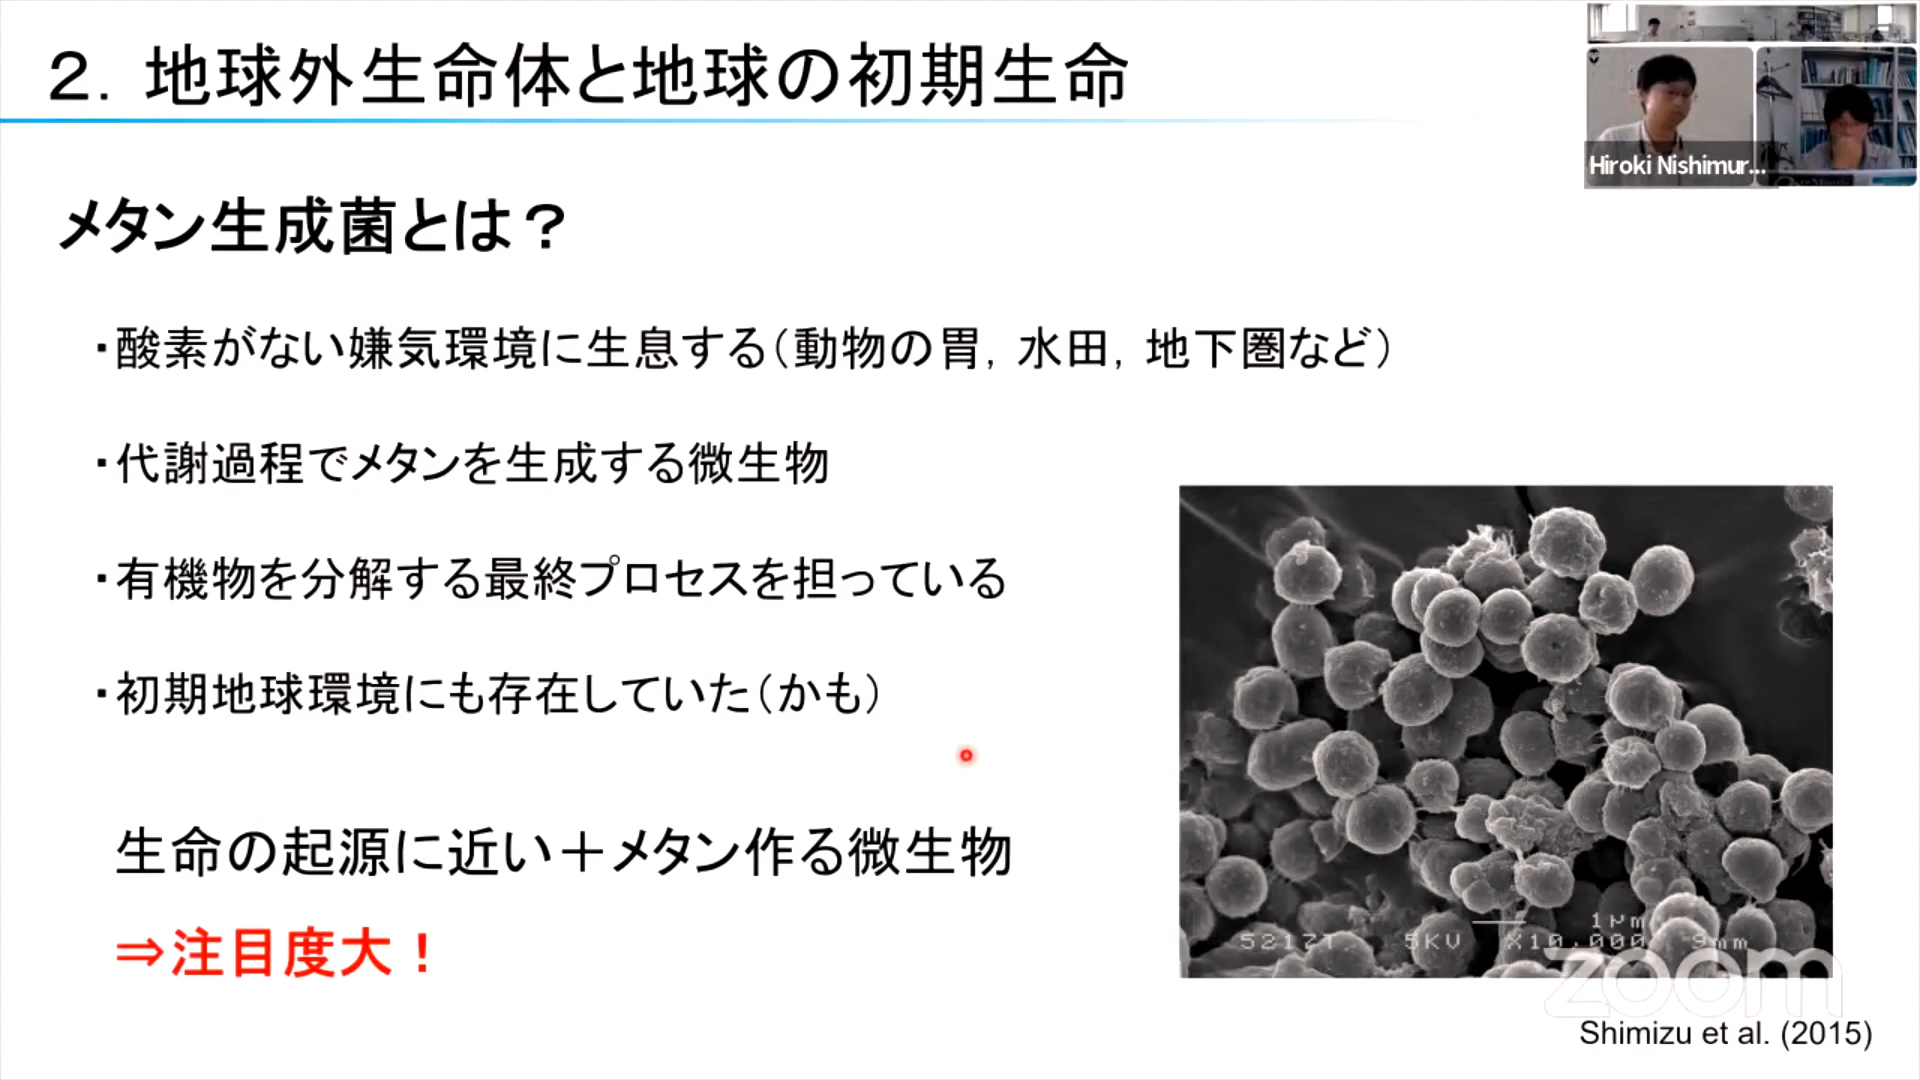 2. 地球外生命体と地球の初期生命
Hiroki Nishimur...
メタン生成菌とは？
・酸素がない嫌気環境に生息する（動物の胃, 水田, 地下圏など）
・代謝過程でメタンを生成する微生物
・有機物を分解する最終プロセスを担っている
・初期地球環境にも存在していた（かも）
生命の起源に近い＋メタン作る微生物
⇒注目度大！
1μm
5217T 5KV X10,000 9mm
zoom
Shimizu et al. (2015)